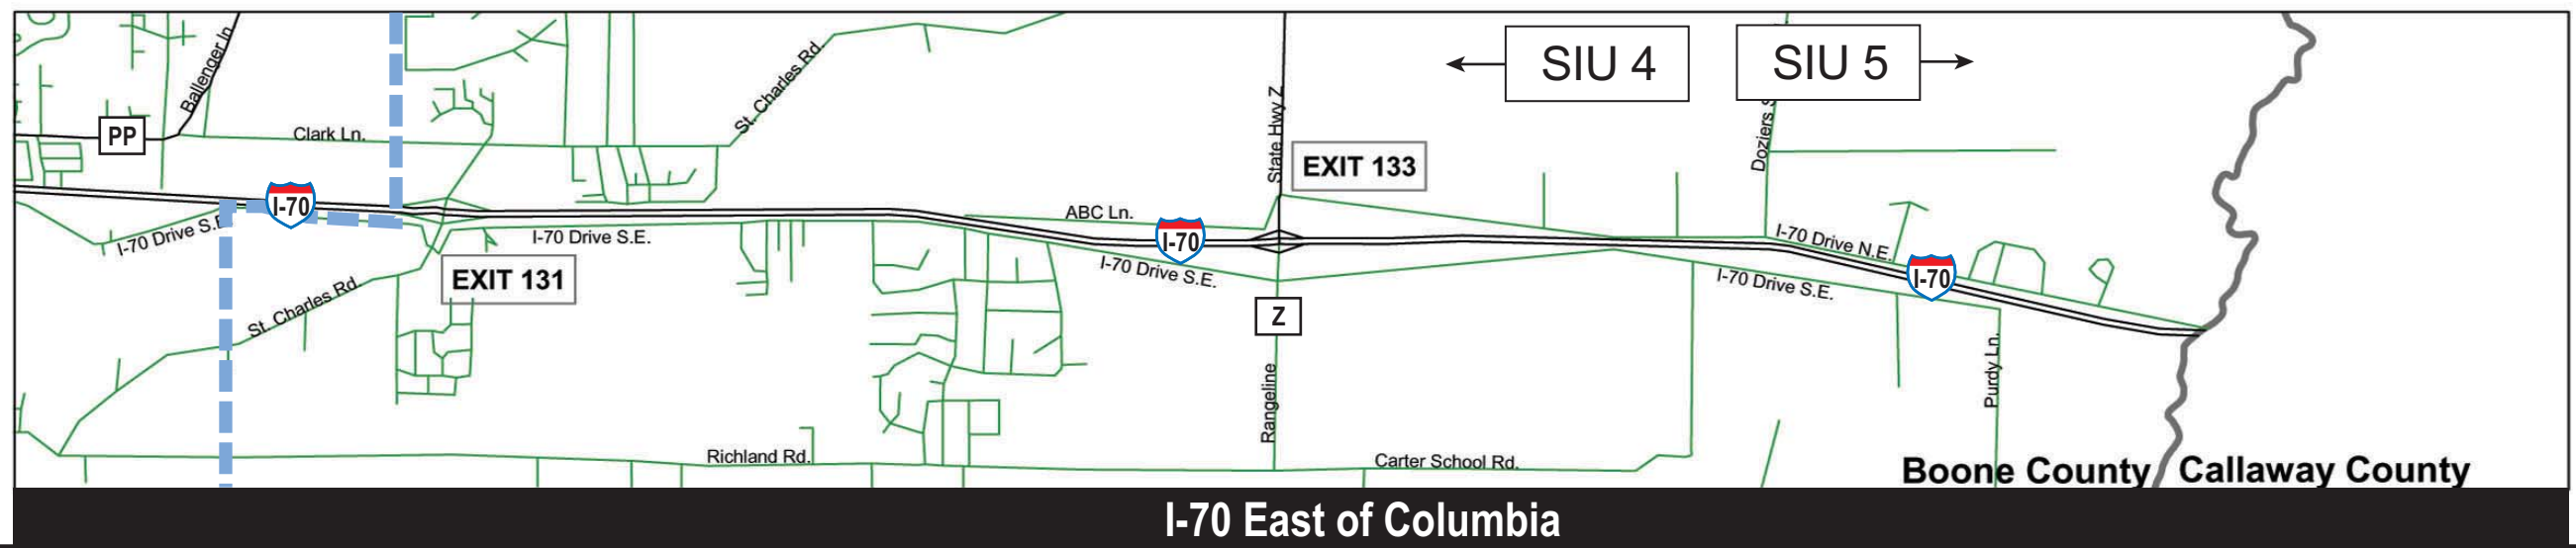 Ballenger ln.
SIU 4
SIU 5
St. Charles Rd.
PP
Clark Ln.
State Hwy Z
EXIT 133
Doziers
I-70
ABC Ln.
I-70 Drive S.E.
I-70 Drive S.E.
I-70
I-70 Drive N.E.
EXIT 131
I-70 Drive S.E.
I-70
I-70 Drive S.E.
St. Charles Rd.
Z
Rangeline
Purdy Ln.
Richland Rd.
Carter School Rd.
Boone County
Callaway County
I-70 East of Columbia